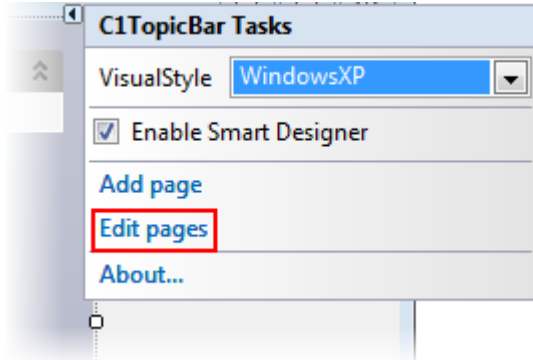 C1TopicBar Tasks
VisualStyle WindowsXP
Enable Smart Designer
Add page
Edit pages
About...